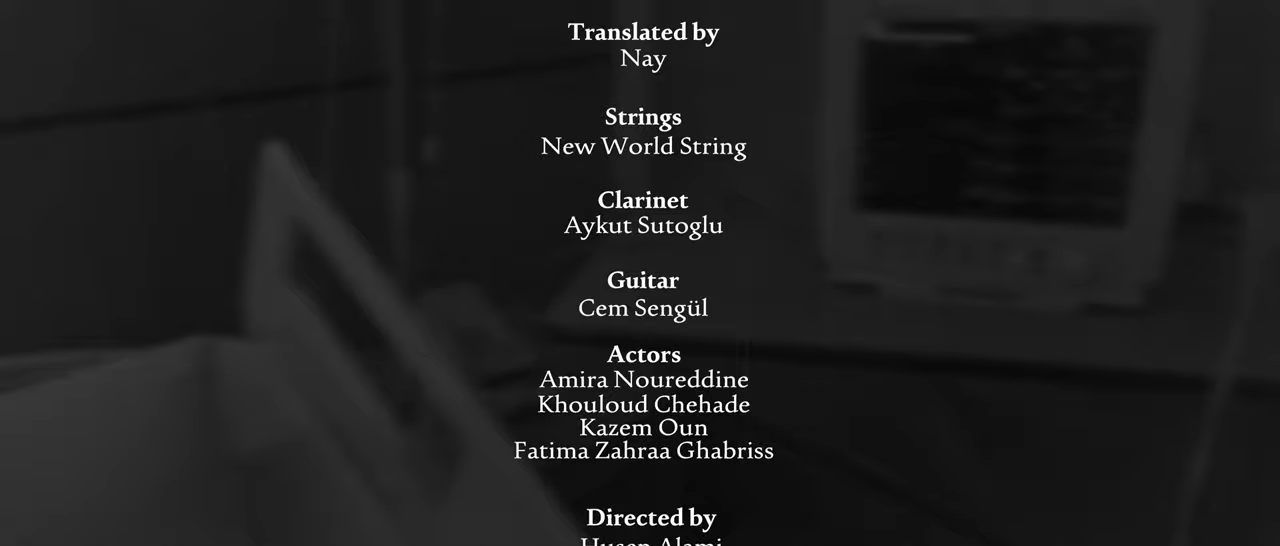 Translated by
Nay
Strings
New World String
Clarinet
Aykut Sutoglu
Guitar
Cem Sengül
Actors
Amira Noureddine
Khouloud Chehade
Kazem Oun
Fatima Zahraa Ghabriss
Directed by